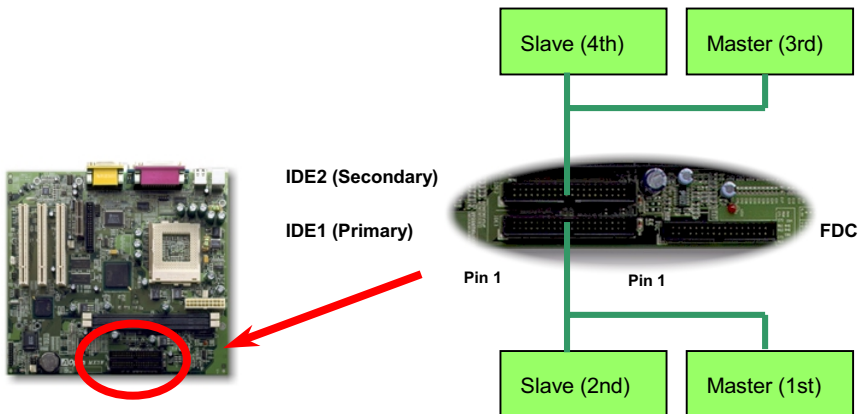 Slave (4th)
Master (3rd)
IDE2 (Secondary)
IDE1 (Primary)
FDC
Pin 1
Pin 1
Slave (2nd)
Master (1st)